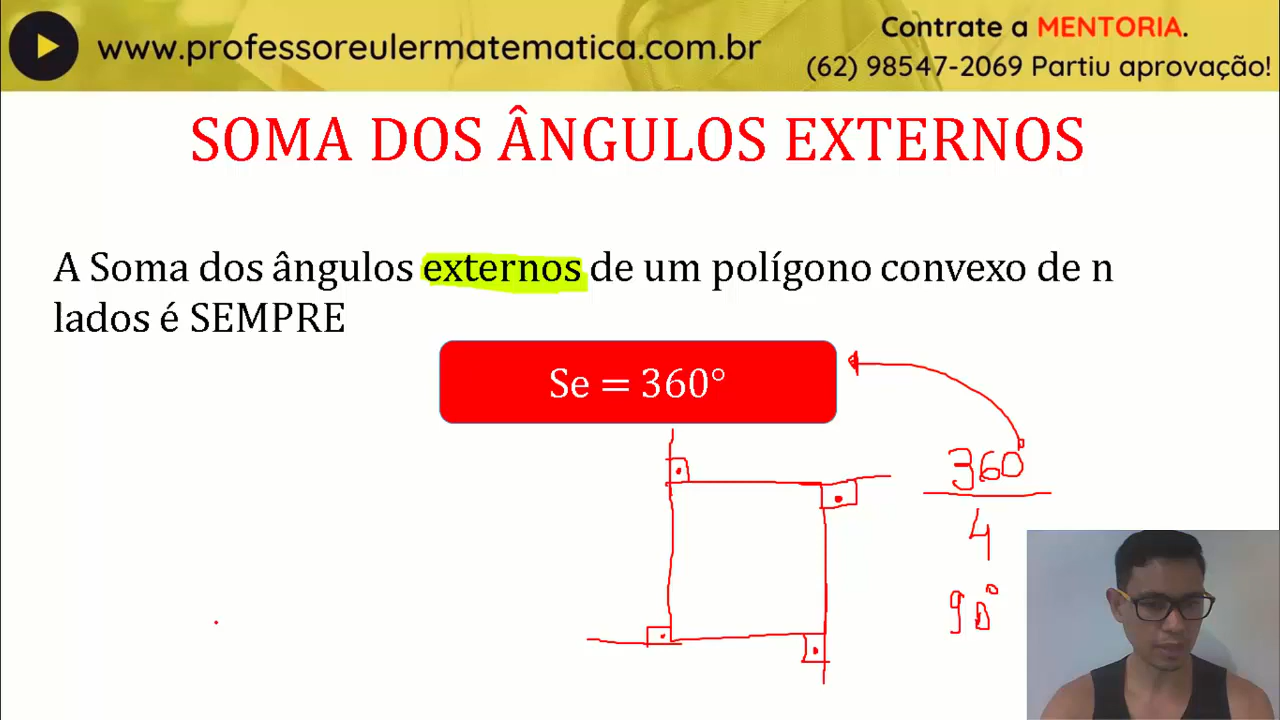 www.professoreulermatematica.com.br
Contrate a MENTORIA.
(62) 98547-2069 Partiu aprovação!
SOMA DOS ÂNGULOS EXTERNOS
A Soma dos ângulos externos de um polígono convexo de n
lados é SEMPRE
Se = 360°
360°
4
90°